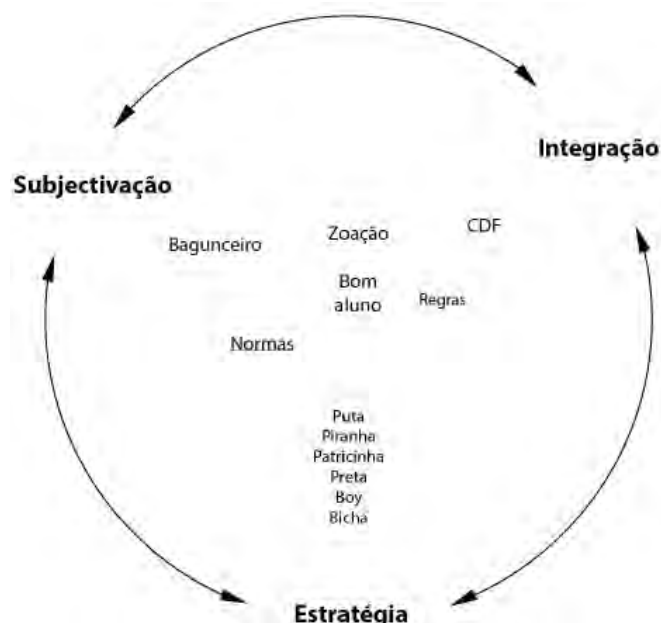 Integração
Subjectivação
CDF
Zoação
Bagunceiro
Bom
aluno
Regras
Normas
Puta
Piranha
Patricinha
Preta
Boy
Bicha
Estratégia